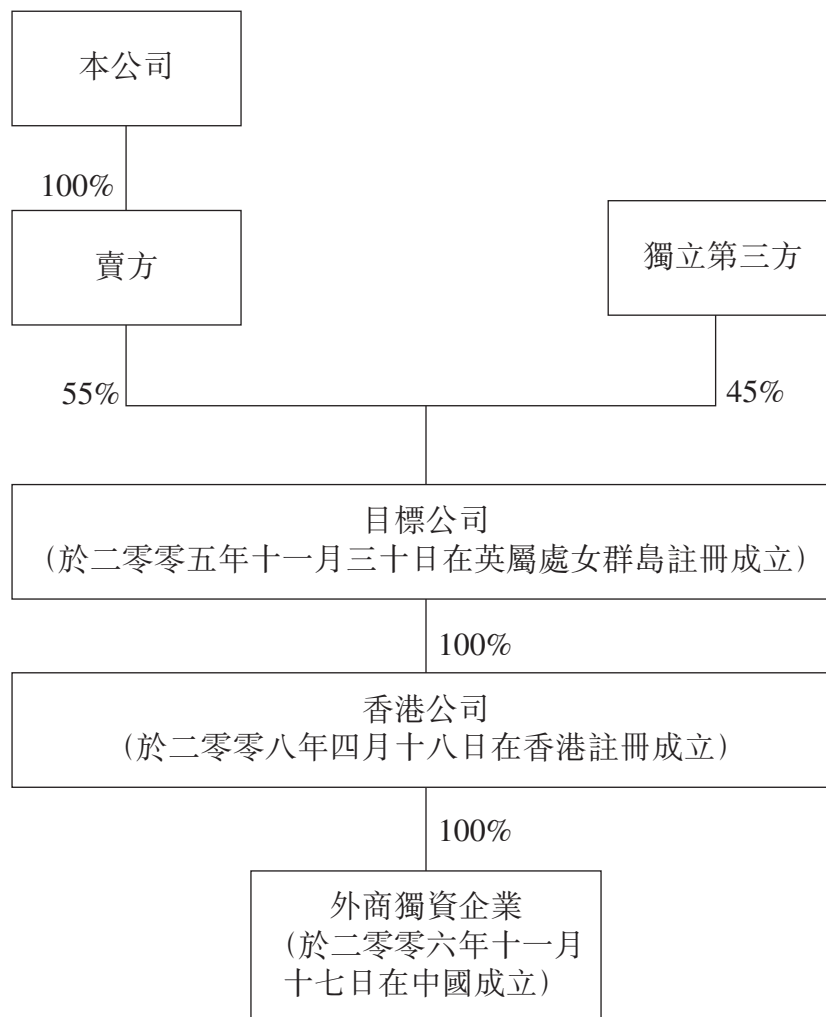 本公司
100%
賣方
獨立第三方
55%
45%
目標公司
（於二零零五年十一月三十日在英屬處女群島註冊成立）
100%
香港公司
（於二零零八年四月十八日在香港註冊成立）
100%
外商獨資企業
（於二零零六年十一月
十七日在中國成立）